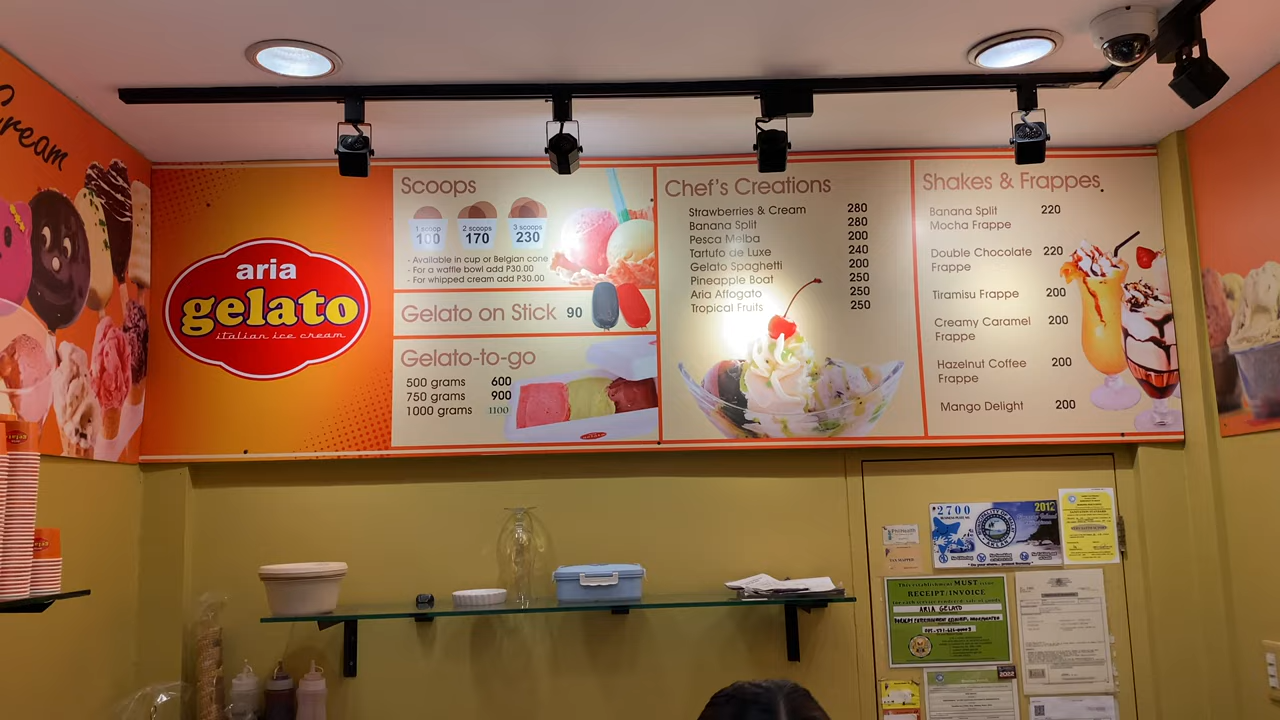 Cream
aria
gelato
italian ice cream
Scoops
1 scoop 2 scoops 3 scoops
100 170 230
- Available in cup or Belgian cone
- For a waffle bowl add P30.00
- For whipped cream add P30.00
Gelato on Stick 90
Gelato-to-go
500 grams 600
750 grams 900
1000 grams 1100
Chef's Creations
Strawberries & Cream 280
Banana Split 280
Pesca Melba 200
Tartuto de Luxe 240
Gelato Spaghetti 200
Pineapple Boat 250
Aria Affogato 250
Tropical Fruits 250
Shakes & Frappes
Banana Split 220
Mocha Frappe
Double Chocolate 220
Frappe
Tiramisu Frappe 200
Creamy Caramel 200
Frappe
Hazelnut Coffee 200
Frappe
Mango Delight 200
2700 2012
This establishment MUST issue
RECEIPT/INVOICE
ARIA GELATO
2022